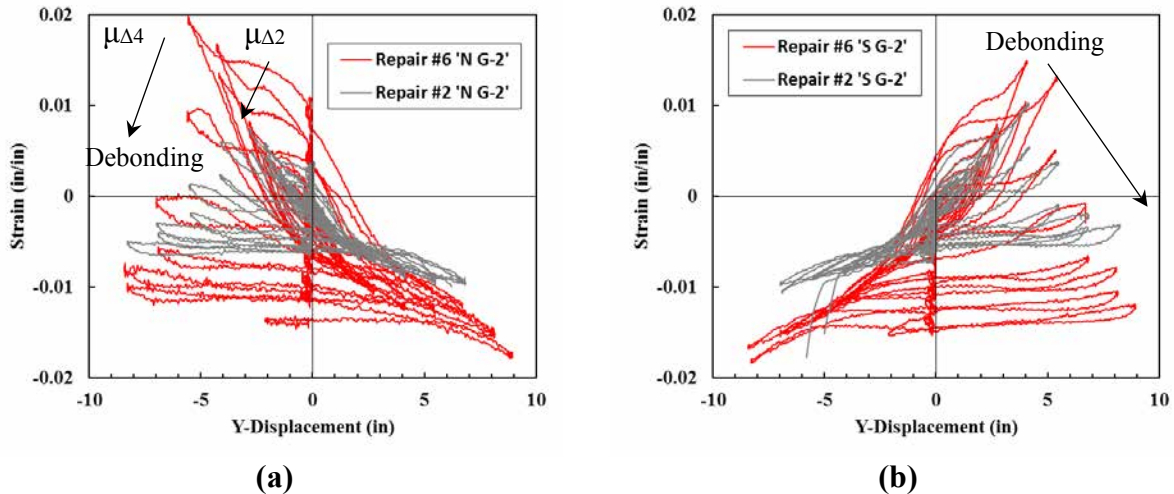 0.02
0.01
0
-0.01
-0.02
Strain (in/in)
-10
-5
0
5
10
Y-Displacement (in)
μΔ4
μΔ2
Debonding
Repair #6 'N G-2'
Repair #2 'N G-2'
(a)
0.02
0.01
0
-0.01
-0.02
Strain (in/in)
-10
-5
0
5
10
Y-Displacement (in)
Repair #6 'S G-2'
Repair #2 'S G-2'
Debonding
(b)